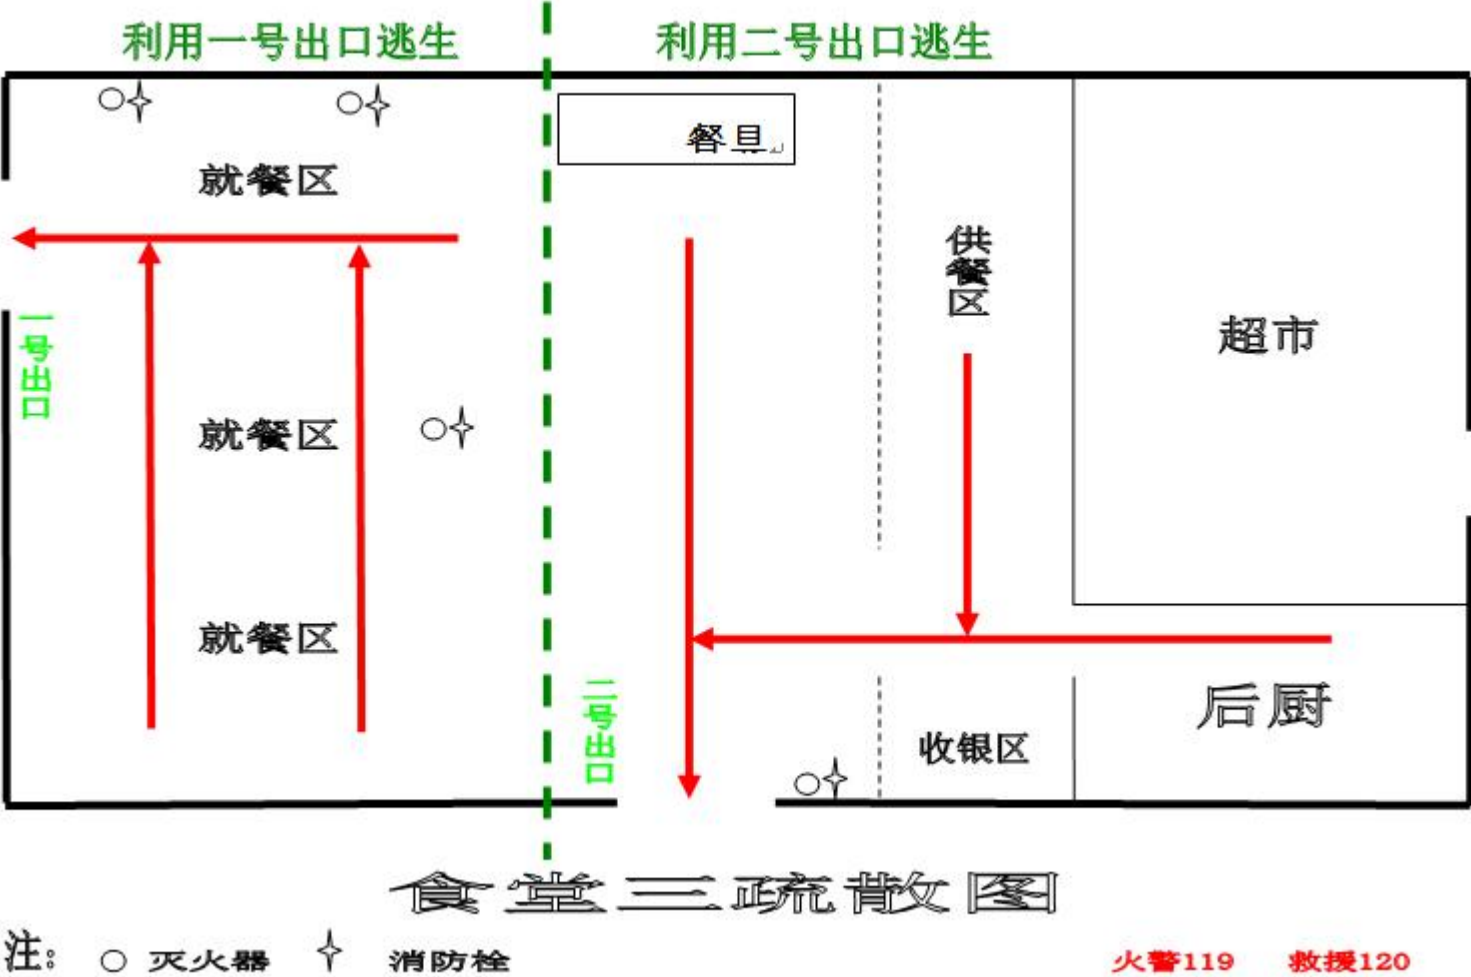 利用一号出口逃生
利用二号出口逃生
餐具
就餐区
供餐区
超市
一号出口
就餐区
就餐区
二号出口
后厨
收银区
食堂三疏散图
注: 灭火器 消防栓
火警119 救援120